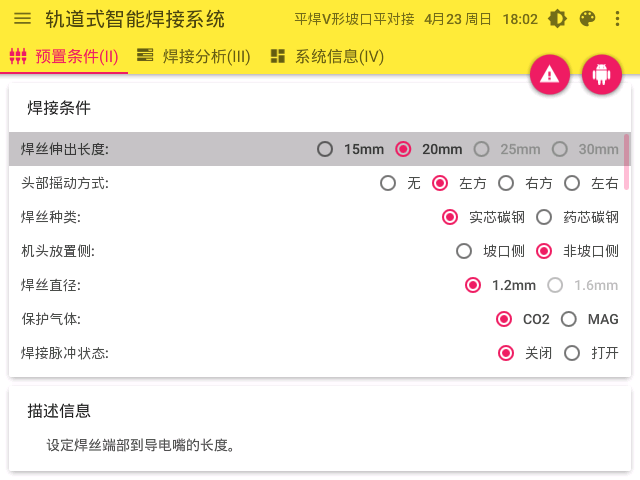 轨道式智能焊接系统 平焊V形坡口平对接 4月23 周日 18:02
预置条件(II) 焊接分析(III) 系统信息(IV)
焊接条件
焊丝伸出长度: 15mm 20mm 25mm 30mm
头部摇动方式: 无 左方 右方 左右
焊丝种类: 实芯碳钢 药芯碳钢
机头放置侧: 坡口侧 非坡口侧
焊丝直径: 1.2mm 1.6mm
保护气体: CO2 MAG
焊接脉冲状态: 关闭 打开
描述信息
设定焊丝端部到导电嘴的长度。